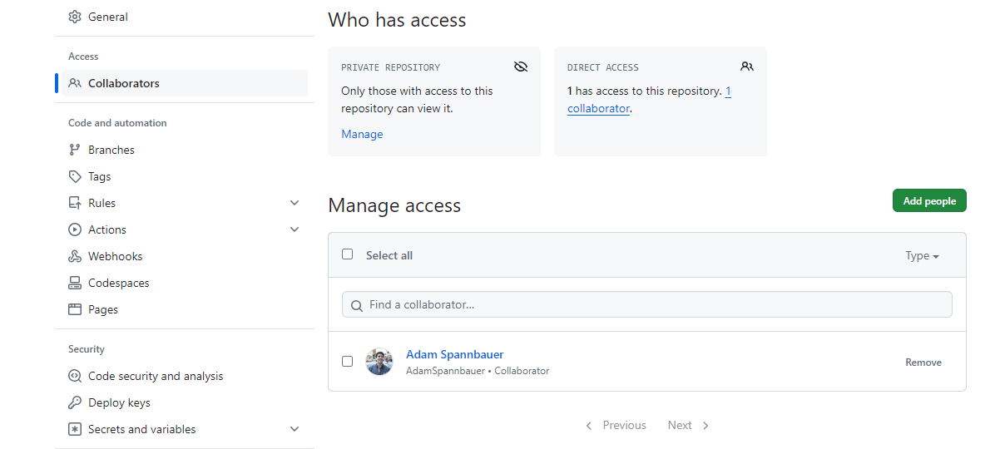 General
Access
Collaborators
Code and automation
Branches
Tags
Rules
Actions
Webhooks
Codespaces
Pages
Security
Code security and analysis
Deploy keys
Secrets and variables
Who has access
PRIVATE REPOSITORY
Only those with access to this
repository can view it.
Manage
DIRECT ACCESS
1 has access to this repository. 1
collaborator.
Manage access
Add people
Select all
Type
Find a collaborator...
Adam Spannbauer
AdamSpannbauer • Collaborator
Remove
Previous
Next